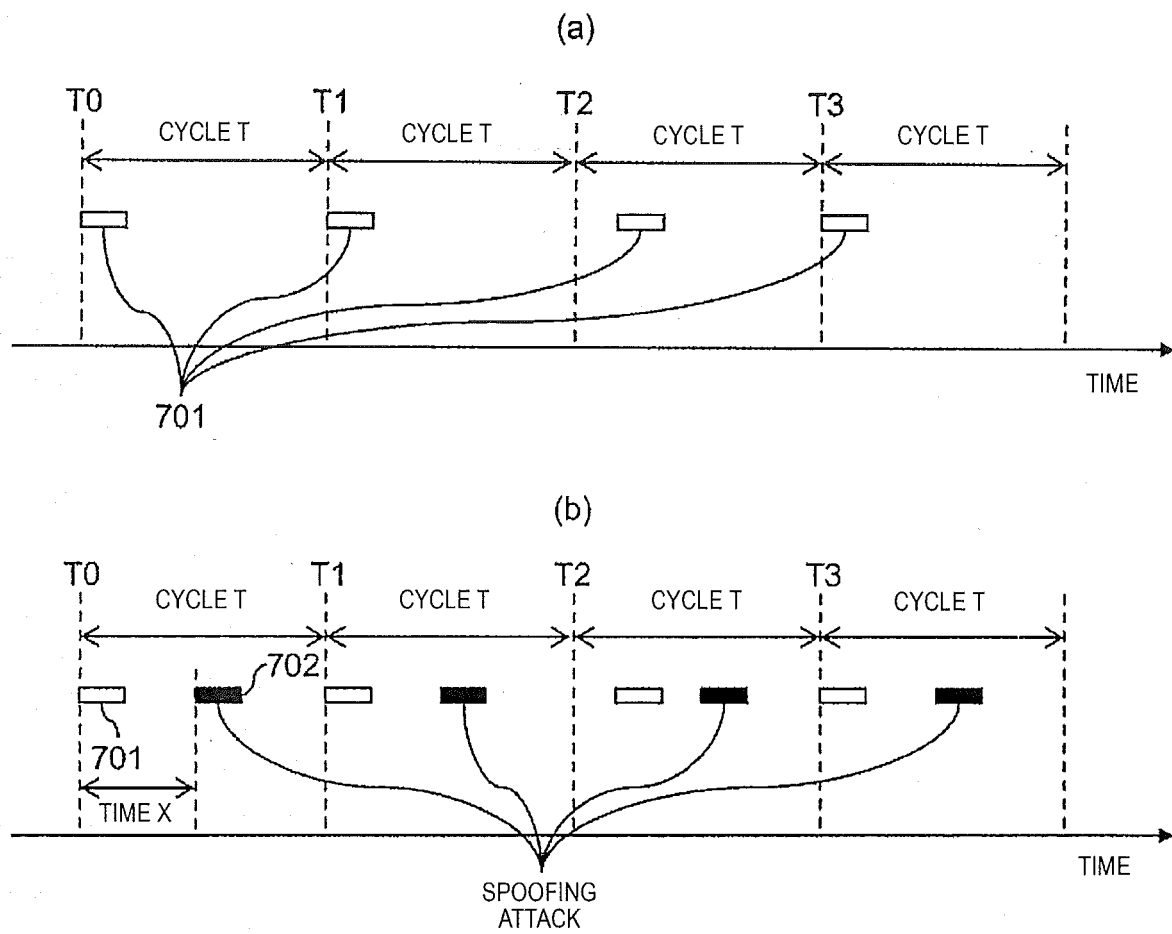 (a)
T0 T1 T2 T3
CYCLE T CYCLE T CYCLE T CYCLE T
701
TIME
(b)
T0 T1 T2 T3
CYCLE T CYCLE T CYCLE T CYCLE T
702
701
TIME X
TIME
SPOOFING
ATTACK